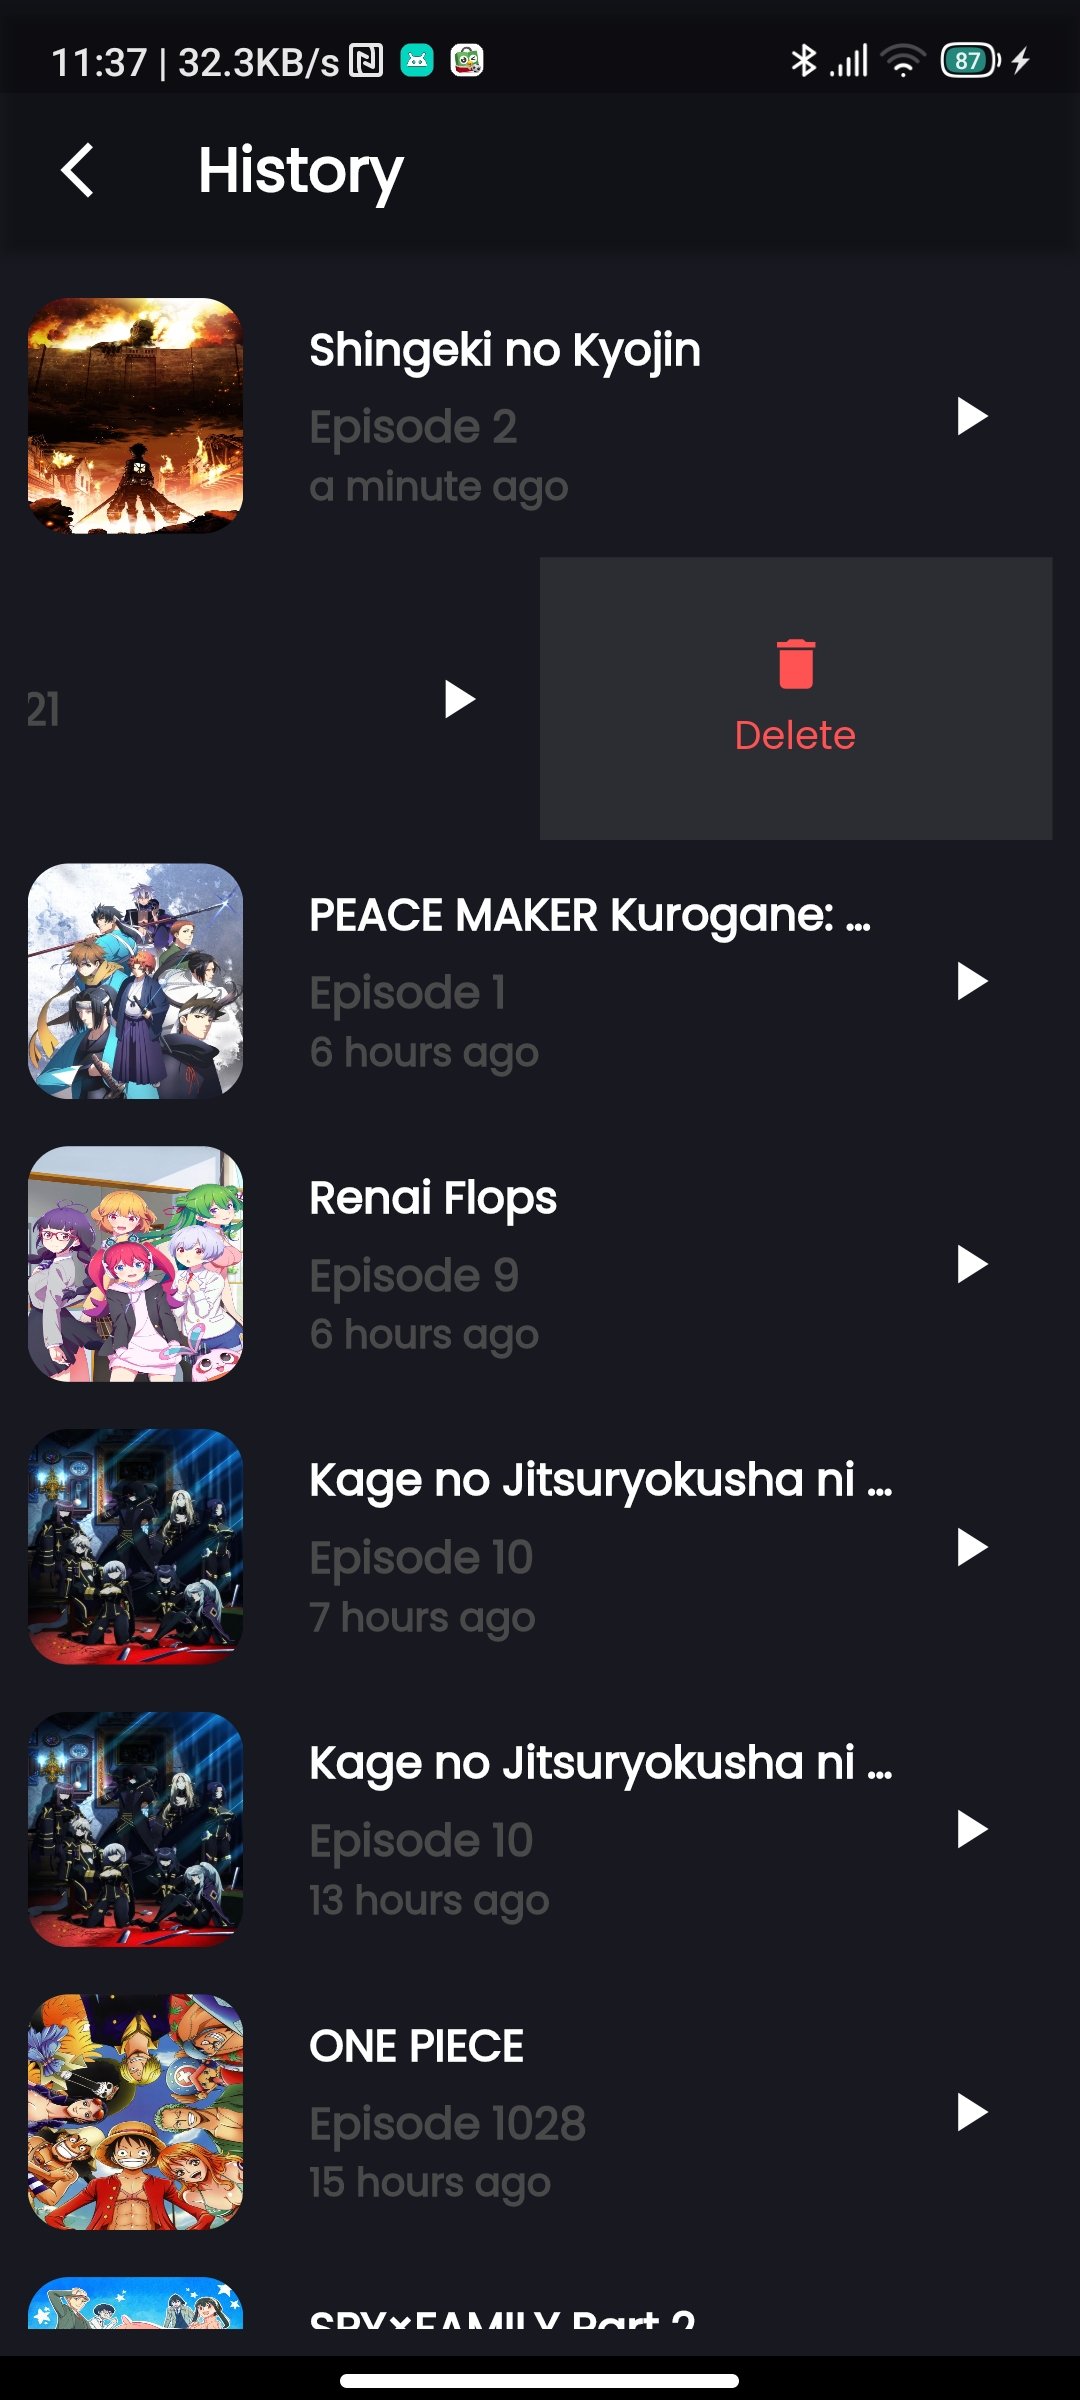 11:37 | 32.3KB/s
87
History
Shingeki no Kyojin
Episode 2
a minute ago
21
Delete
PEACE MAKER Kurogane: ...
Episode 1
6 hours ago
Renai Flops
Episode 9
6 hours ago
Kage no Jitsuryokusha ni ...
Episode 10
7 hours ago
Kage no Jitsuryokusha ni ...
Episode 10
13 hours ago
ONE PIECE
Episode 1028
15 hours ago
SPY×FAMILY Part 2